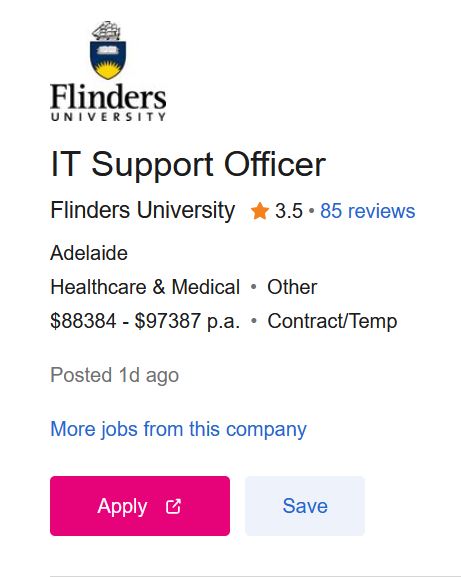 Flinders
UNIVERSITY
IT Support Officer
Flinders University 3.5 • 85 reviews
Adelaide
Healthcare & Medical • Other
$88384 - $97387 p.a. • Contract/Temp
Posted 1d ago
More jobs from this company
Apply Save